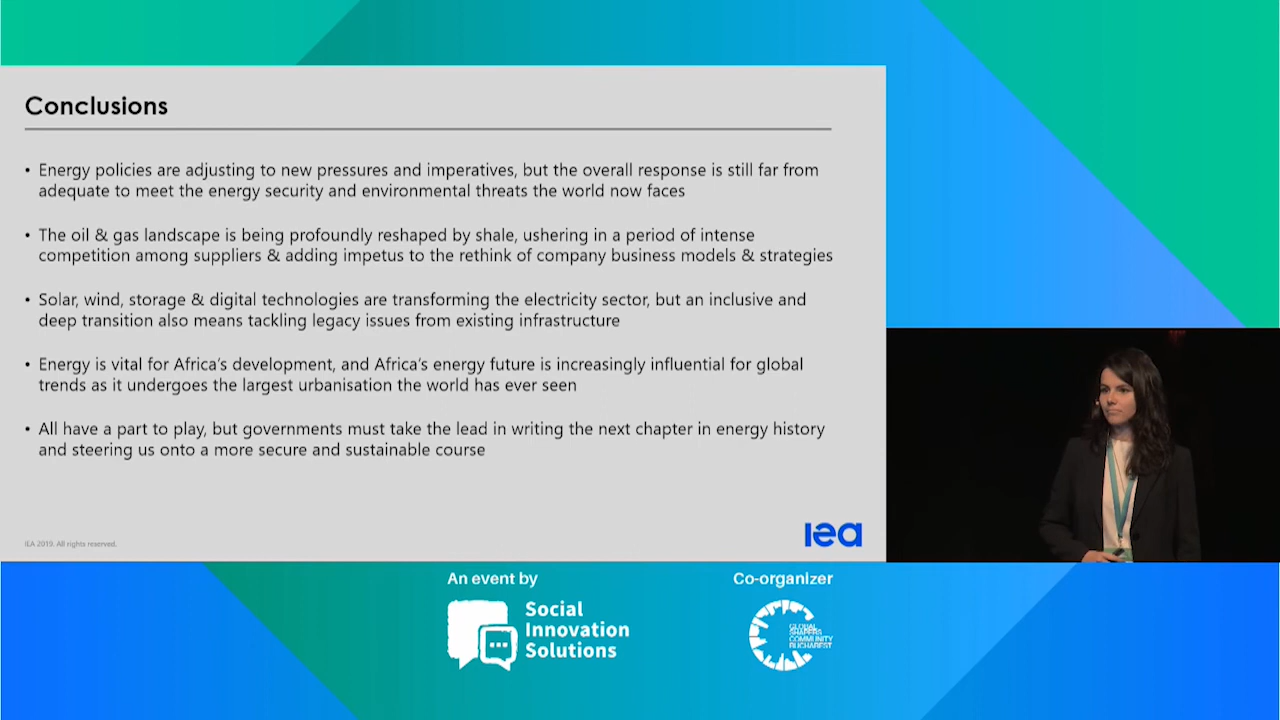 Conclusions
• Energy policies are adjusting to new pressures and imperatives, but the overall response is still far from
adequate to meet the energy security and environmental threats the world now faces
• The oil & gas landscape is being profoundly reshaped by shale, ushering in a period of intense
competition among suppliers & adding impetus to the rethink of company business models & strategies
• Solar, wind, storage & digital technologies are transforming the electricity sector, but an inclusive and
deep transition also means tackling legacy issues from existing infrastructure
• Energy is vital for Africa's development, and Africa's energy future is increasingly influential for global
trends as it undergoes the largest urbanisation the world has ever seen
• All have a part to play, but governments must take the lead in writing the next chapter in energy history
and steering us onto a more secure and sustainable course
IEA 2019. All rights reserved.
iea
An event by
Social
Innovation
Solutions
Co-organizer
GLOBAL
SHAPERS
COMMUNITY
BUCHAREST